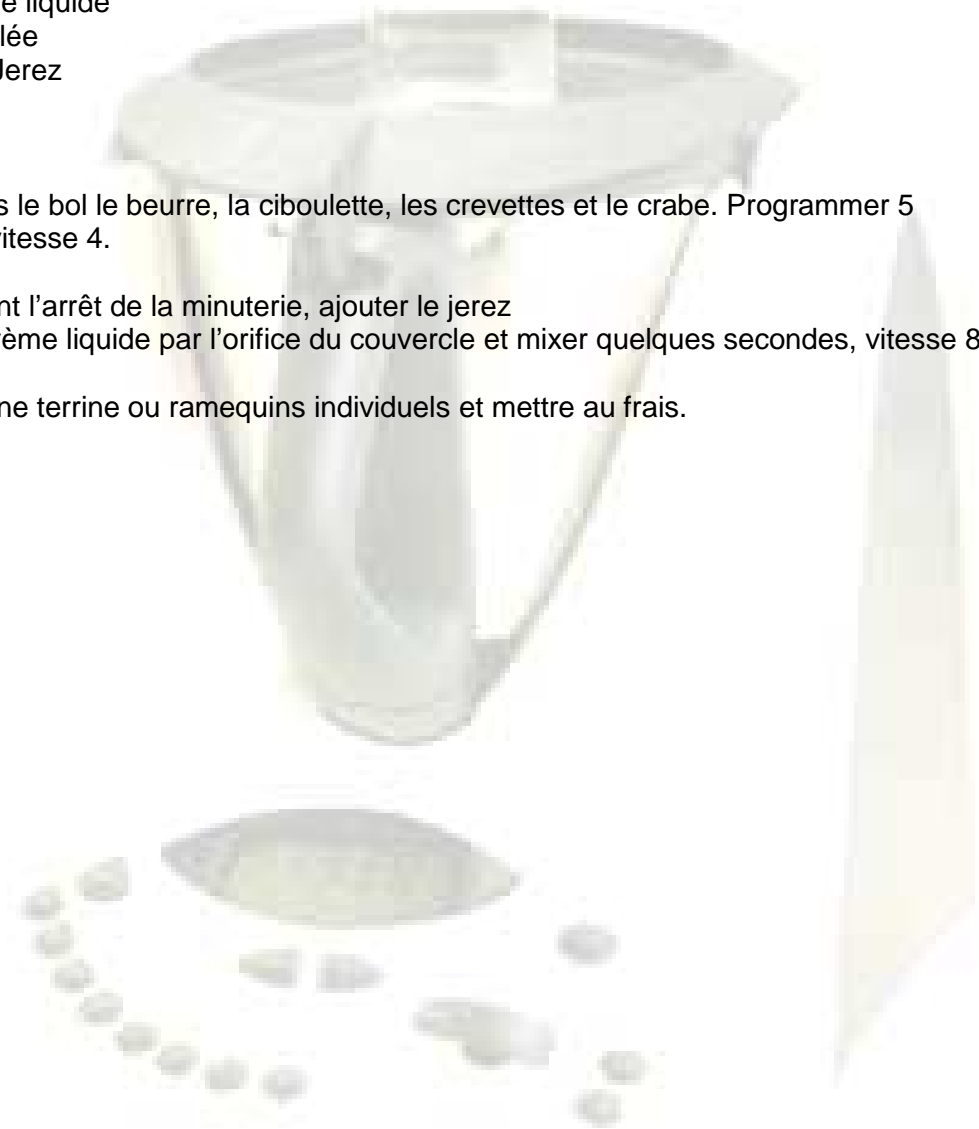 e liquide
lée
Jerez
s le bol le beurre, la ciboulette, les crevettes et le crabe. Programmer 5
vitesse 4.
nt l’arrêt de la minuterie, ajouter le jerez
rème liquide par l’orifice du couvercle et mixer quelques secondes, vitesse 8
ne terrine ou ramequins individuels et mettre au frais.